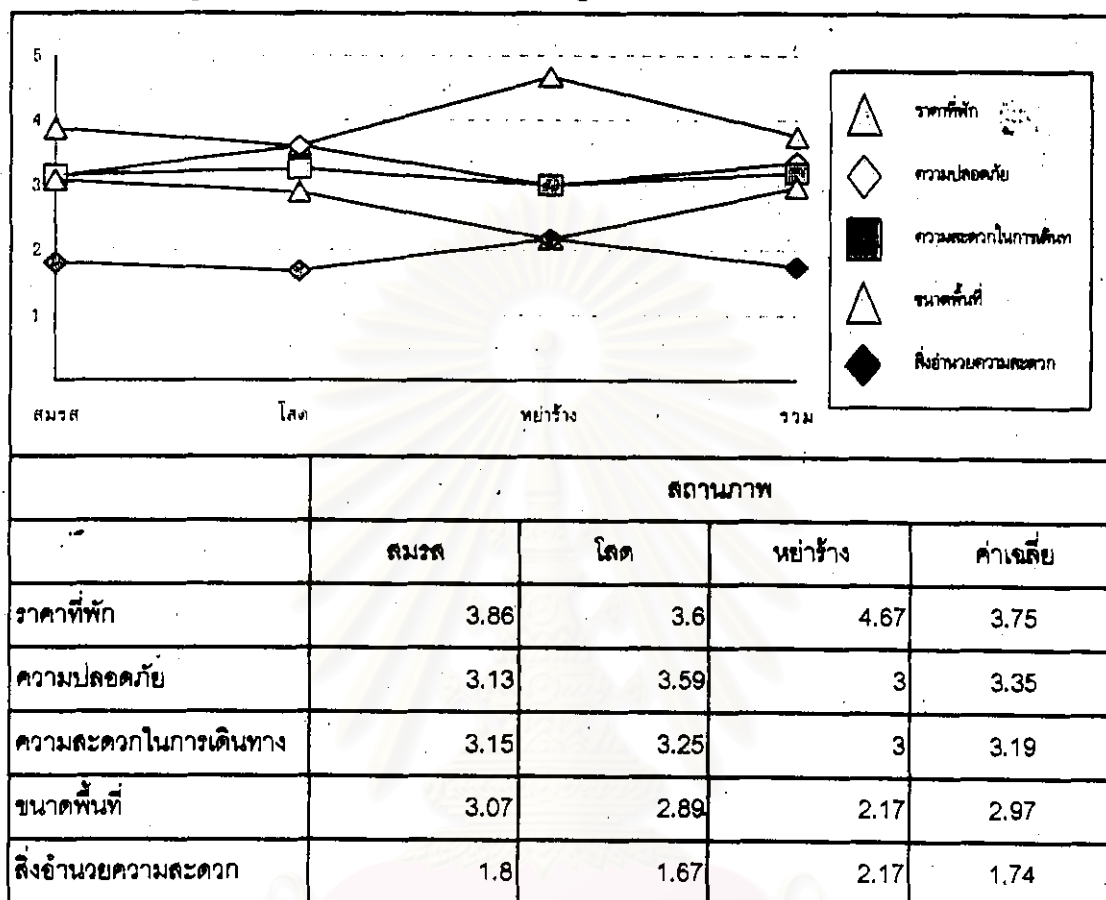 5
4
3
2
1
สมรส โสด หย่าร้าง รวม
ราคาที่พัก
ความปลอดภัย
ความสะดวกในการเดินท
ขนาดพื้นที่
สิ่งอำนวยความสะดวก
สถานภาพ
สมรส โสด หย่าร้าง ค่าเฉลี่ย
ราคาที่พัก 3.86 3.6 4.67 3.75
ความปลอดภัย 3.13 3.59 3 3.35
ความสะดวกในการเดินทาง 3.15 3.25 3 3.19
ขนาดพื้นที่ 3.07 2.89 2.17 2.97
สิ่งอำนวยความสะดวก 1.8 1.67 2.17 1.74